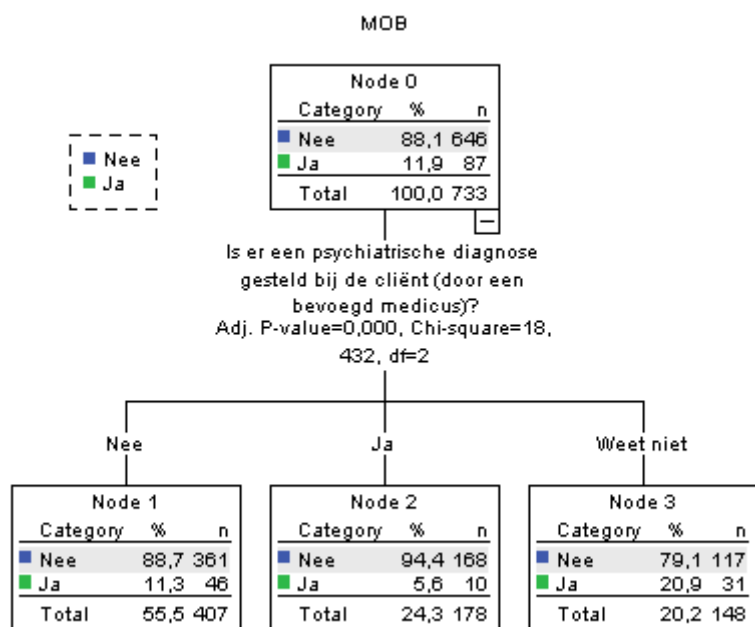 MOB
Node 0
Category % n
Nee 88,1 646
Ja 11,9 87
Total 100,0 733
Nee
Ja
Is er een psychiatrische diagnose
gesteld bij de cliënt (door een
bevoegd medicus)?
Adj. P-value=0,000, Chi-square=18,
432, df=2
Nee
Ja
Weet niet
Node 1
Category % n
Nee 88,7 361
Ja 11,3 46
Total 55,5 407
Node 2
Category % n
Nee 94,4 168
Ja 5,6 10
Total 24,3 178
Node 3
Category % n
Nee 79,1 117
Ja 20,9 31
Total 20,2 148